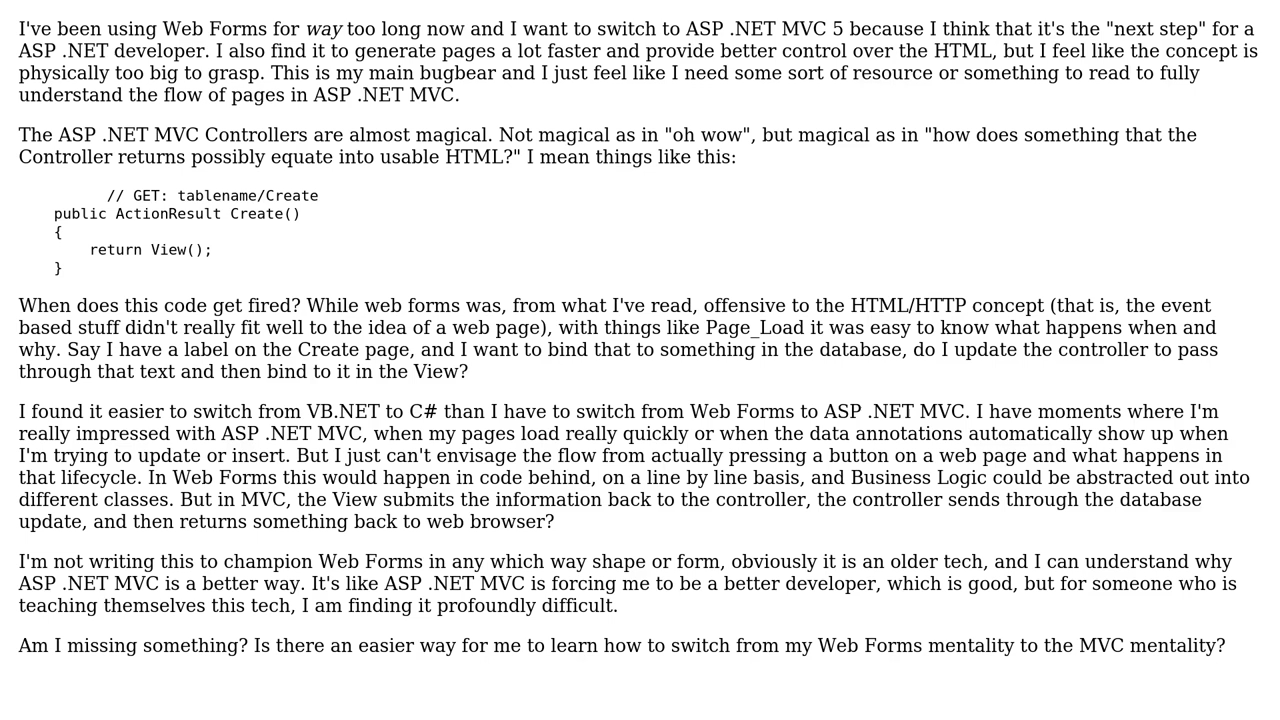 I've been using Web Forms for way too long now and I want to switch to ASP .NET MVC 5 because I think that it's the "next step" for a
ASP .NET developer. I also find it to generate pages a lot faster and provide better control over the HTML, but I feel like the concept is
physically too big to grasp. This is my main bugbear and I just feel like I need some sort of resource or something to read to fully
understand the flow of pages in ASP .NET MVC.
The ASP .NET MVC Controllers are almost magical. Not magical as in "oh wow", but magical as in "how does something that the
Controller returns possibly equate into usable HTML?" I mean things like this:
// GET: tablename/Create
public ActionResult Create()
{
return View();
}
When does this code get fired? While web forms was, from what I've read, offensive to the HTML/HTTP concept (that is, the event
based stuff didn't really fit well to the idea of a web page), with things like Page_Load it was easy to know what happens when and
why. Say I have a label on the Create page, and I want to bind that to something in the database, do I update the controller to pass
through that text and then bind to it in the View?
I found it easier to switch from VB.NET to C# than I have to switch from Web Forms to ASP .NET MVC. I have moments where I'm
really impressed with ASP .NET MVC, when my pages load really quickly or when the data annotations automatically show up when
I'm trying to update or insert. But I just can't envisage the flow from actually pressing a button on a web page and what happens in
that lifecycle. In Web Forms this would happen in code behind, on a line by line basis, and Business Logic could be abstracted out into
different classes. But in MVC, the View submits the information back to the controller, the controller sends through the database
update, and then returns something back to web browser?
I'm not writing this to champion Web Forms in any which way shape or form, obviously it is an older tech, and I can understand why
ASP .NET MVC is a better way. It's like ASP .NET MVC is forcing me to be a better developer, which is good, but for someone who is
teaching themselves this tech, I am finding it profoundly difficult.
Am I missing something? Is there an easier way for me to learn how to switch from my Web Forms mentality to the MVC mentality?